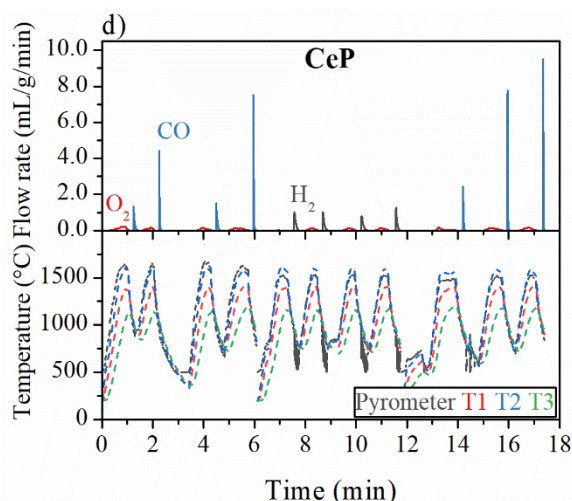 d)
CeP
Flow rate (mL/g/min)
10.0
8.0
6.0
4.0
2.0
0.0
O2
CO
H2
Temperature (°C)
1500
1000
500
0
Pyrometer T1 T2 T3
0 2 4 6 8 10 12 14 16 18
Time (min)